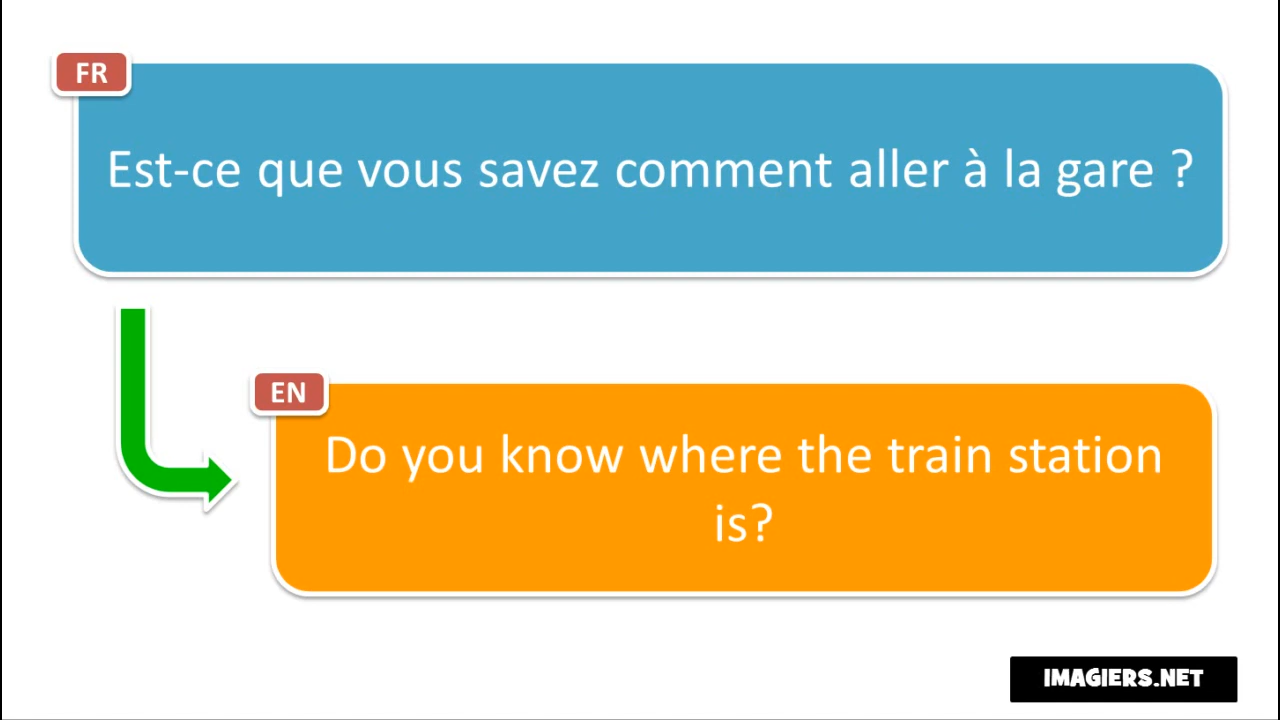 FR
Est-ce que vous savez comment aller à la gare ?
EN
Do you know where the train station
is?
IMAGIERS.NET